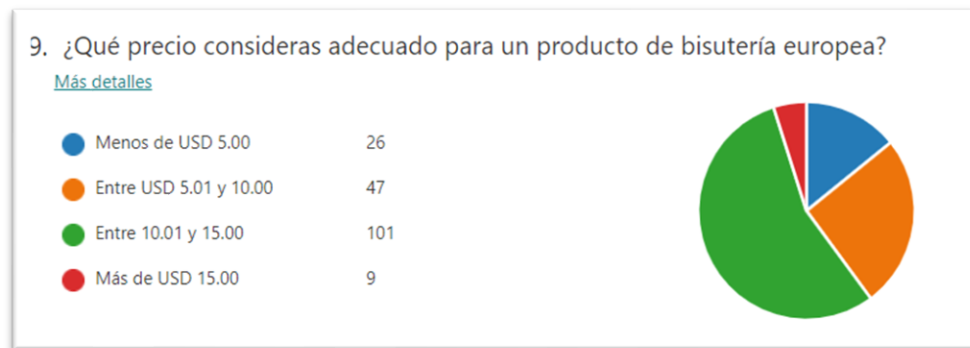 9. ¿Qué precio consideras adecuado para un producto de bisutería europea?
Más detalles
Menos de USD 5.00 26
Entre USD 5.01 y 10.00 47
Entre 10.01 y 15.00 101
Más de USD 15.00 9